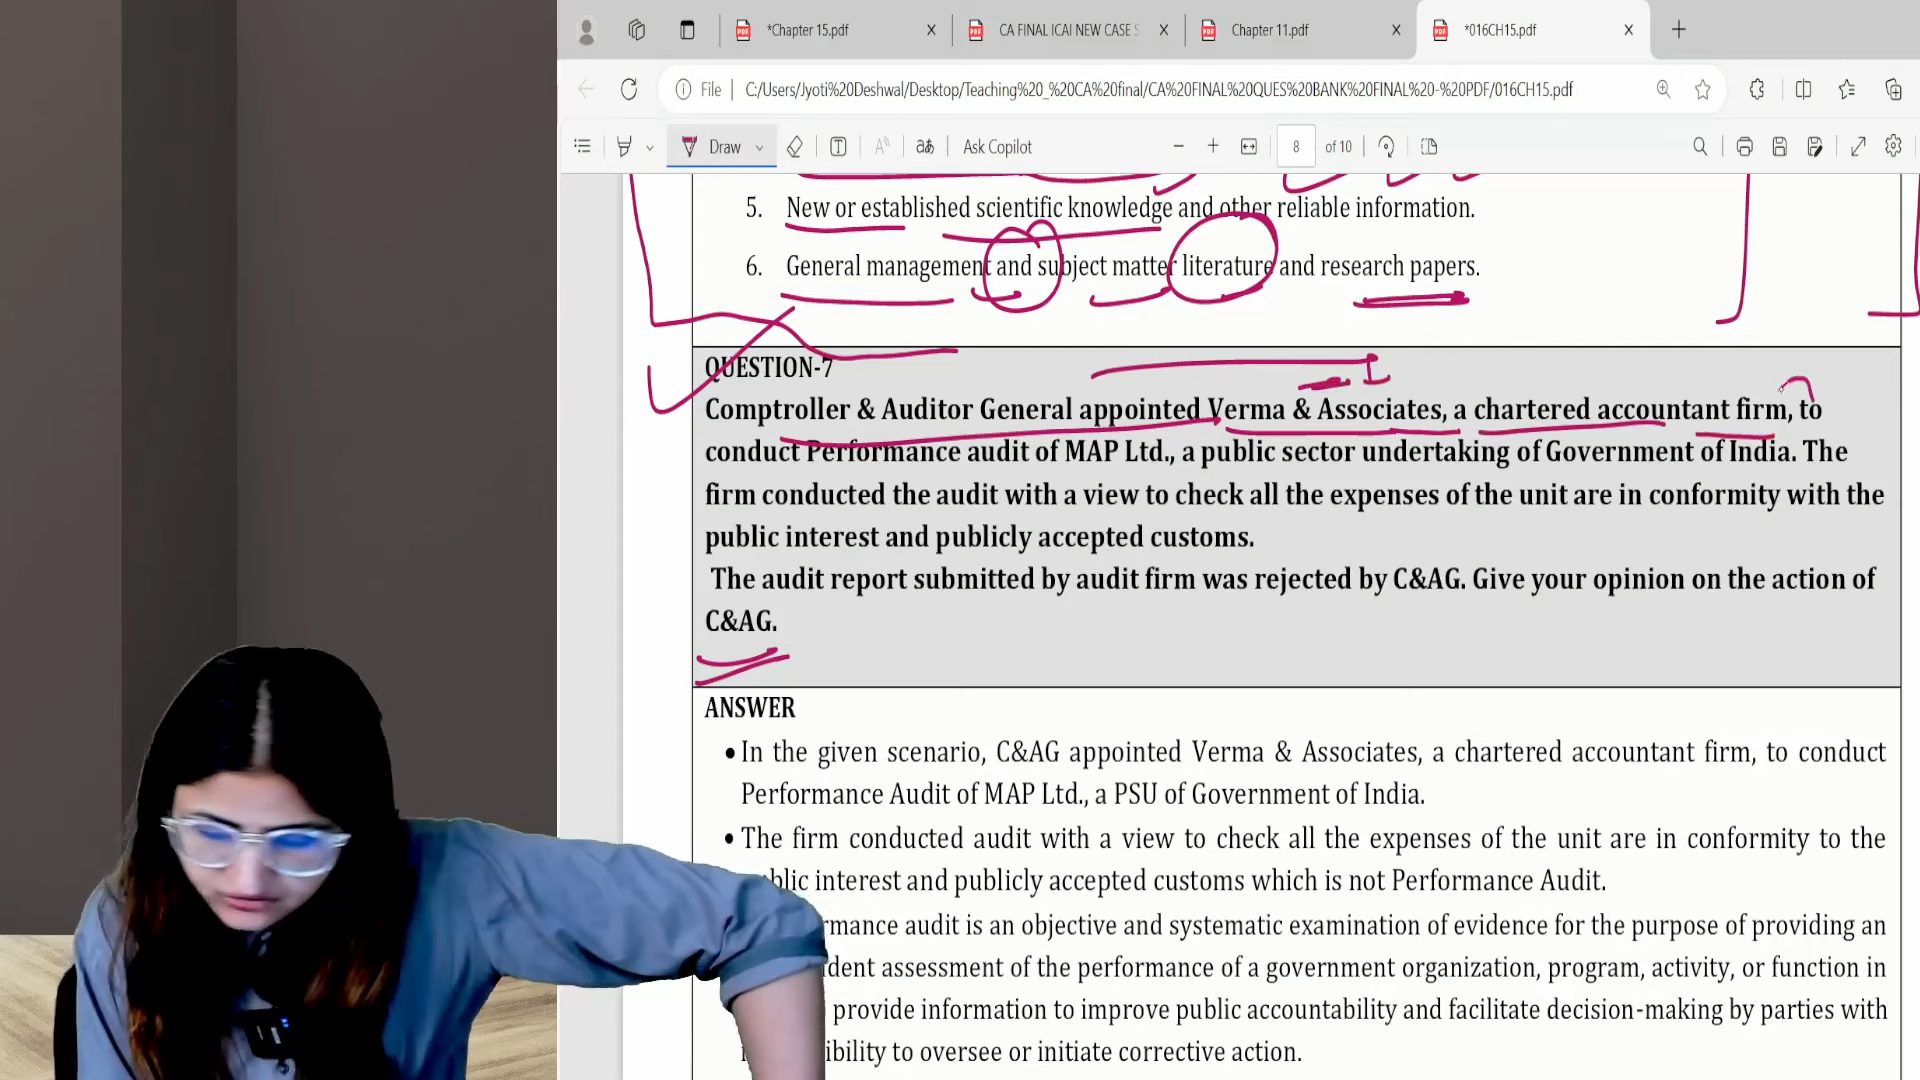 *Chapter 15.pdf
CA FINAL ICAI NEW CASE S
Chapter 11.pdf
*016CH15.pdf
File
C:/Users/Jyoti%20Deshwal/Desktop/Teaching%20_%20CA%20final/CA%20FINAL%20QUES%20BANK%20FINAL%20-%20PDF/016CH15.pdf
Draw
Ask Copilot
8 of 10
5. New or established scientific knowledge and other reliable information.
6. General management and subject matter literature and research papers.
QUESTION-7
Comptroller & Auditor General appointed Verma & Associates, a chartered accountant firm, to
conduct Performance audit of MAP Ltd., a public sector undertaking of Government of India. The
firm conducted the audit with a view to check all the expenses of the unit are in conformity with the
public interest and publicly accepted customs.
The audit report submitted by audit firm was rejected by C&AG. Give your opinion on the action of
C&AG.
ANSWER
• In the given scenario, C&AG appointed Verma & Associates, a chartered accountant firm, to conduct
Performance Audit of MAP Ltd., a PSU of Government of India.
• The firm conducted audit with a view to check all the expenses of the unit are in conformity to the
blic interest and publicly accepted customs which is not Performance Audit.
rmance audit is an objective and systematic examination of evidence for the purpose of providing an
dent assessment of the performance of a government organization, program, activity, or function in
provide information to improve public accountability and facilitate decision-making by parties with
ibility to oversee or initiate corrective action.